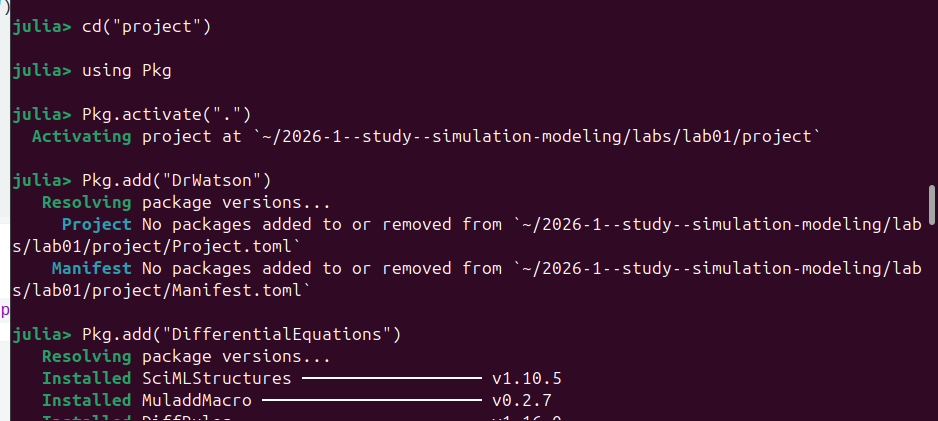 )
julia> cd("project")
julia> using Pkg
julia> Pkg.activate(".")
  Activating project at `~/2026-1--study--simulation-modeling/labs/lab01/project`
julia> Pkg.add("DrWatson")
   Resolving package versions...
     Project No packages added to or removed from `~/2026-1--study--simulation-modeling/lab
s/lab01/project/Project.toml`
    Manifest No packages added to or removed from `~/2026-1--study--simulation-modeling/lab
s/lab01/project/Manifest.toml`
p
julia> Pkg.add("DifferentialEquations")
   Resolving package versions...
   Installed SciMLStructures ────────────────── v1.10.5
   Installed MuladdMacro ────────────────────── v0.2.7
   Installed DiffRules